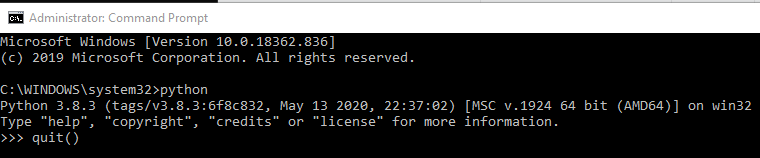 Administrator: Command Prompt
Microsoft Windows [Version 10.0.18362.836]
(c) 2019 Microsoft Corporation. All rights reserved.
C:\WINDOWS\system32>python
Python 3.8.3 (tags/v3.8.3:6f8c832, May 13 2020, 22:37:02) [MSC v.1924 64 bit (AMD64)] on win32
Type "help", "copyright", "credits" or "license" for more information.
>>> quit()